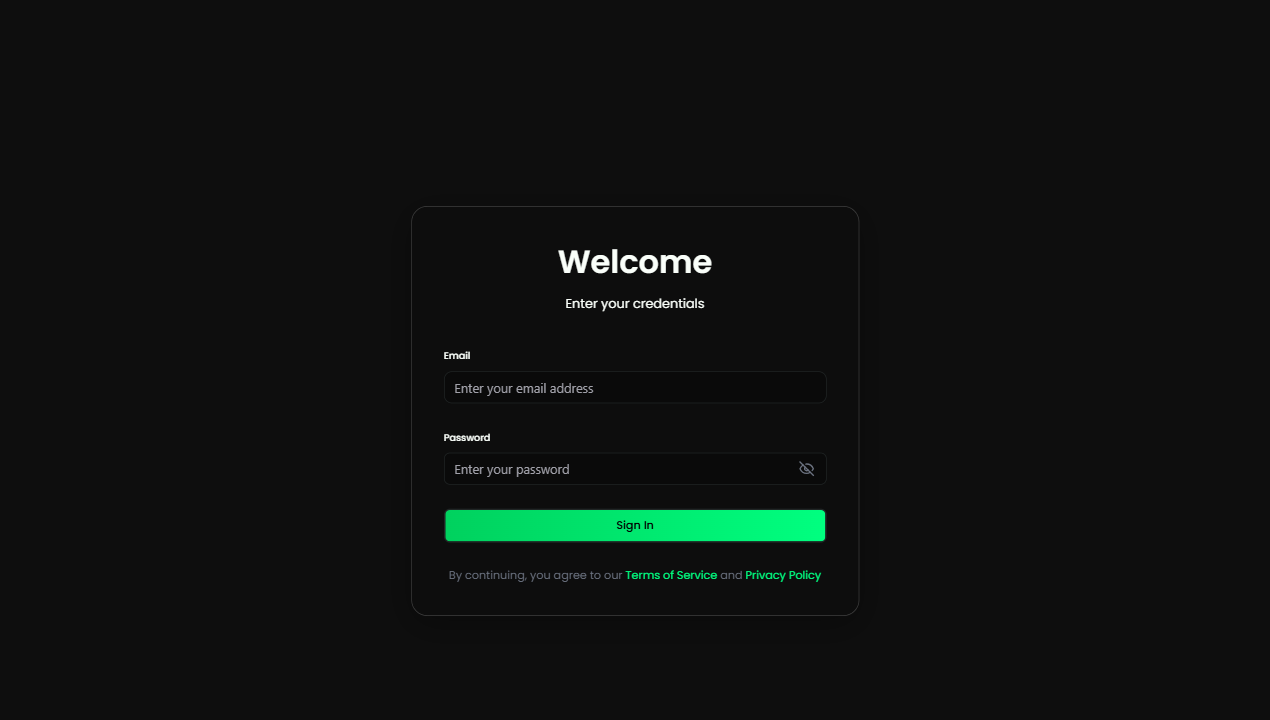 Welcome
Enter your credentials
Email
Enter your email address
Password
Enter your password
Sign In
By continuing, you agree to our Terms of Service and Privacy Policy